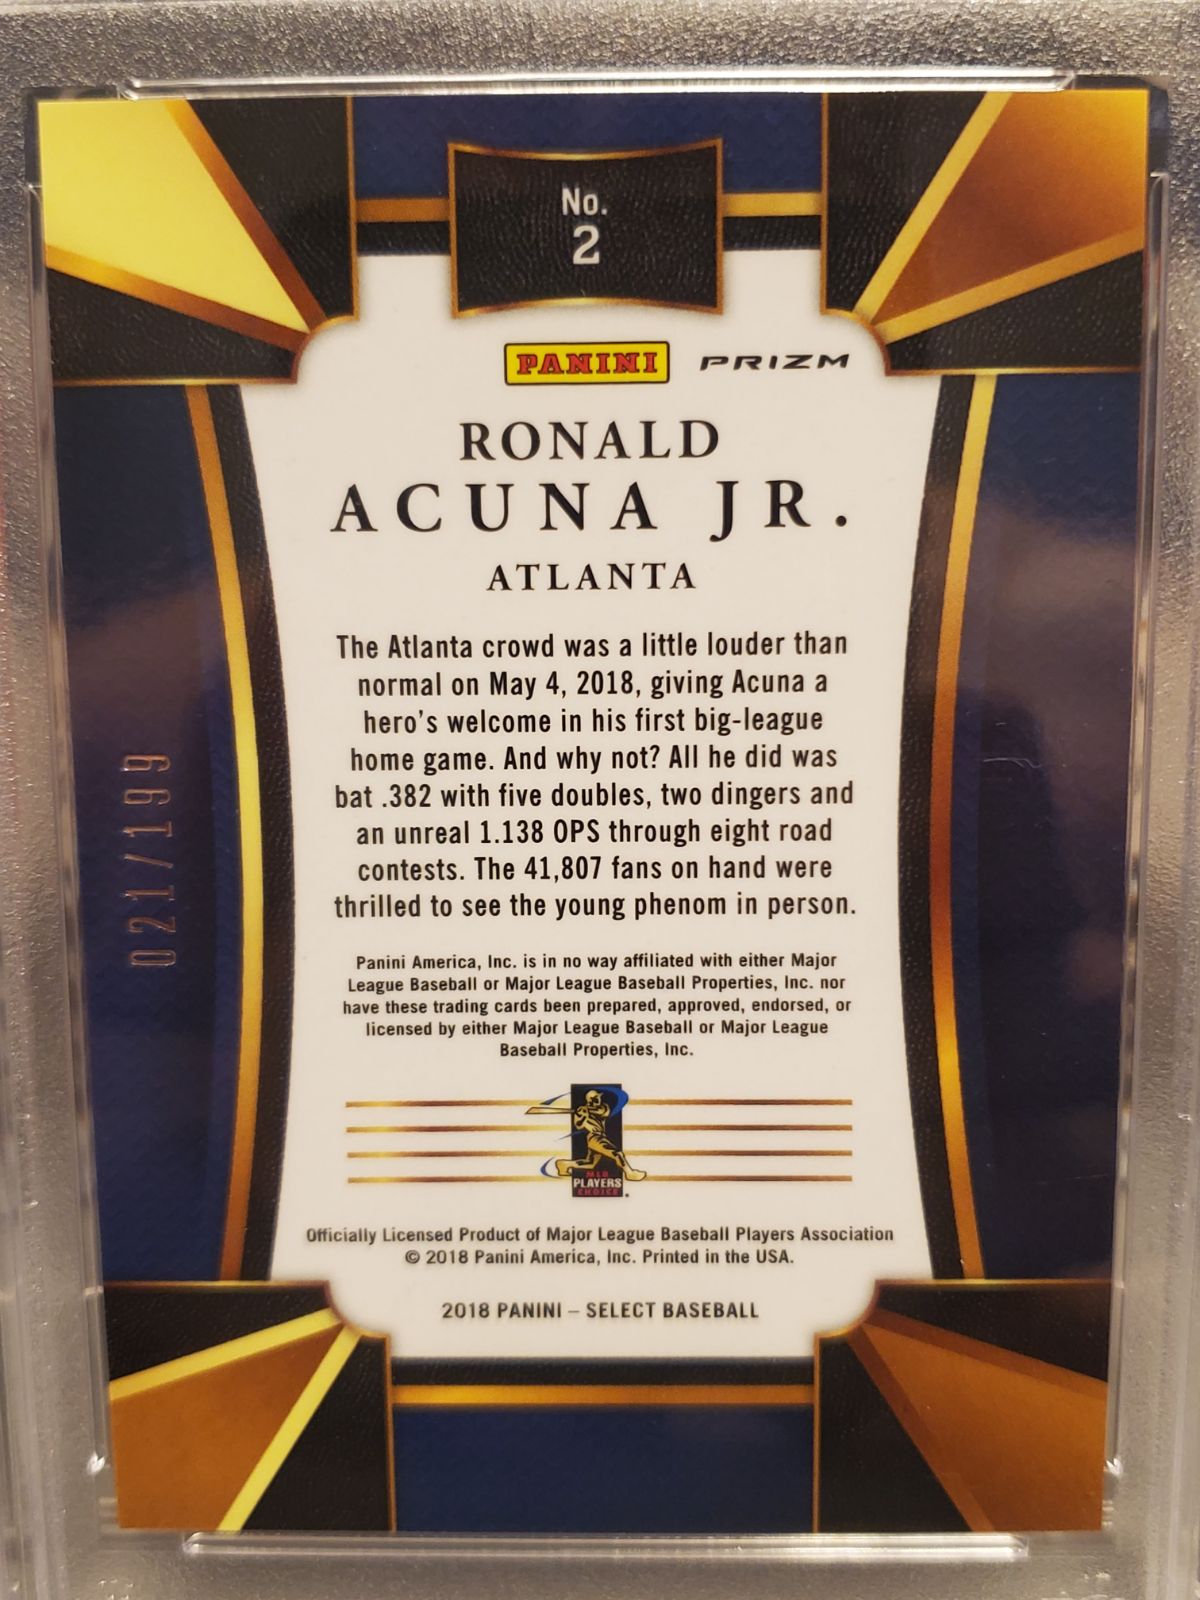 No.
2
PANINI PRIZM
RONALD
ACUNA JR.
ATLANTA
The Atlanta crowd was a little louder than
normal on May 4, 2018, giving Acuna a
hero's welcome in his first big-league
home game. And why not? All he did was
bat .382 with five doubles, two dingers and
an unreal 1.138 OPS through eight road
contests. The 41,807 fans on hand were
thrilled to see the young phenom in person.
021/199
Panini America, Inc. is in no way affiliated with either Major
League Baseball or Major League Baseball Properties, Inc. nor
have these trading cards been prepared, approved, endorsed, or
licensed by either Major League Baseball or Major League
Baseball Properties, Inc.
MLB
PLAYERS
CHOICE
Officially Licensed Product of Major League Baseball Players Association
© 2018 Panini America, Inc. Printed in the USA.
2018 PANINI – SELECT BASEBALL